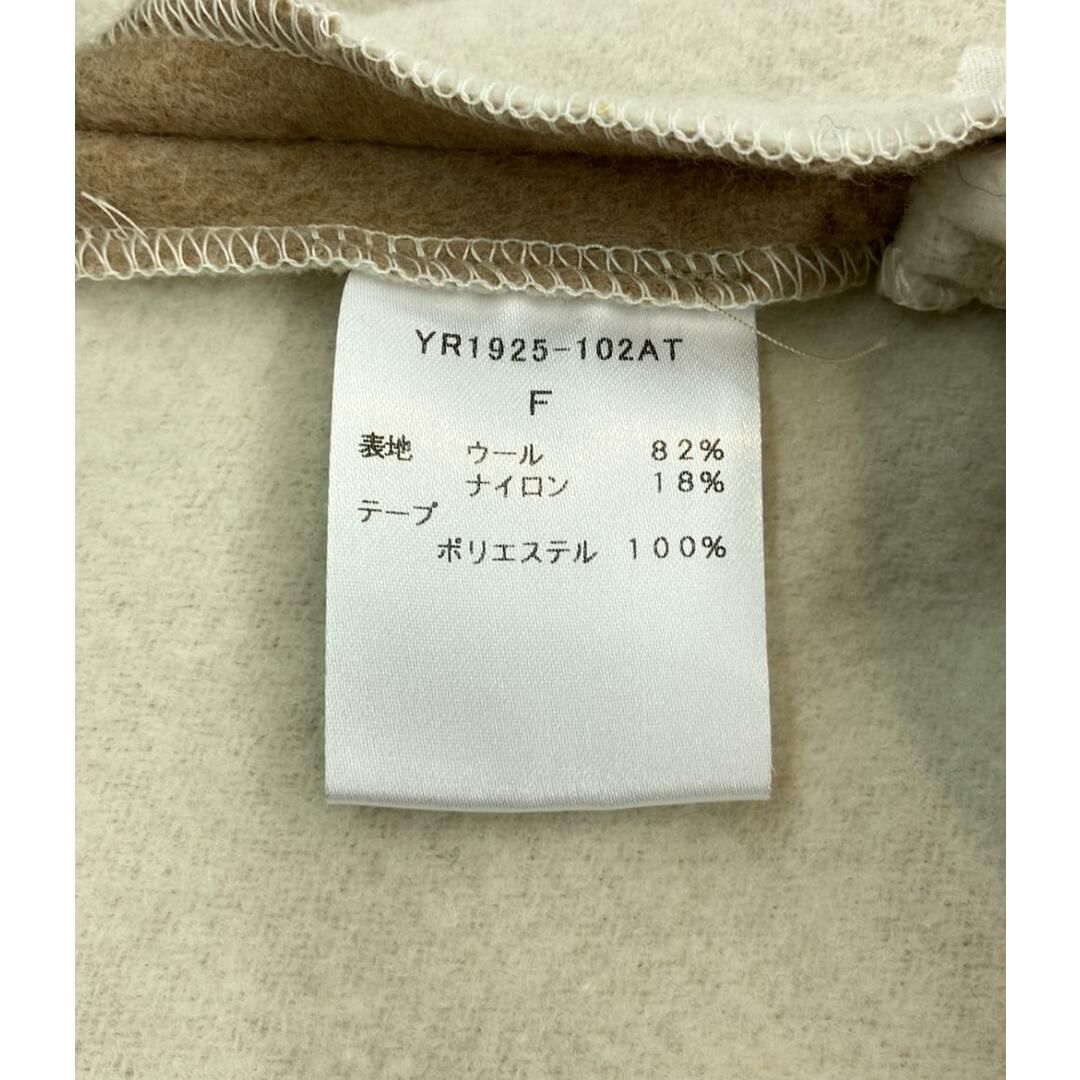 YR1925-102AT
F
表地 ウール 82%
ナイロン 18%
テープ
ポリエステル 100%